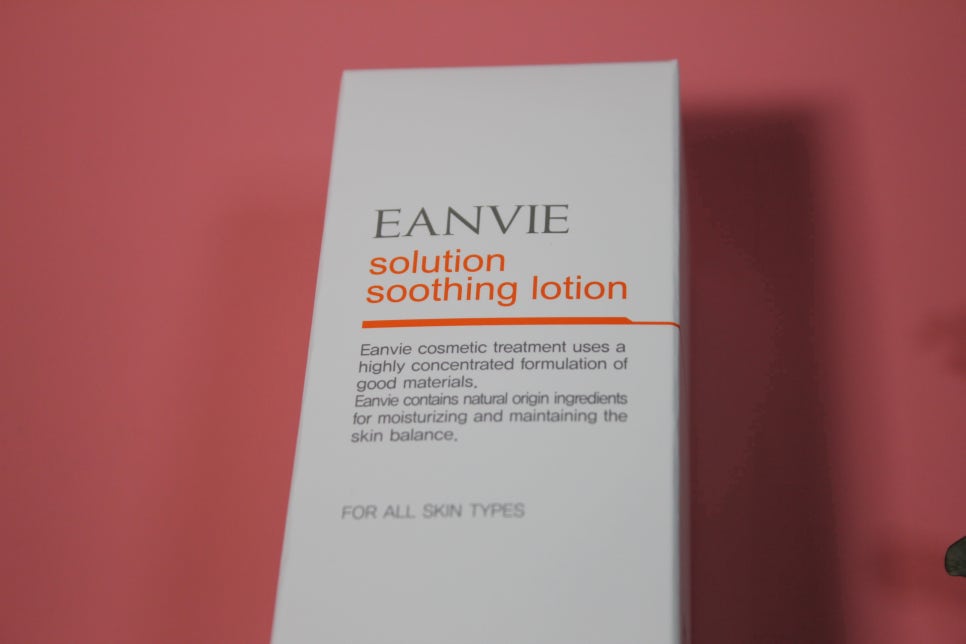 EANVIE
solution
soothing lotion
Eanvie cosmetic treatment uses a
highly concentrated formulation of
good materials.
Eanvie contains natural origin ingredients
for moisturizing and maintaining the
skin balance.
FOR ALL SKIN TYPES